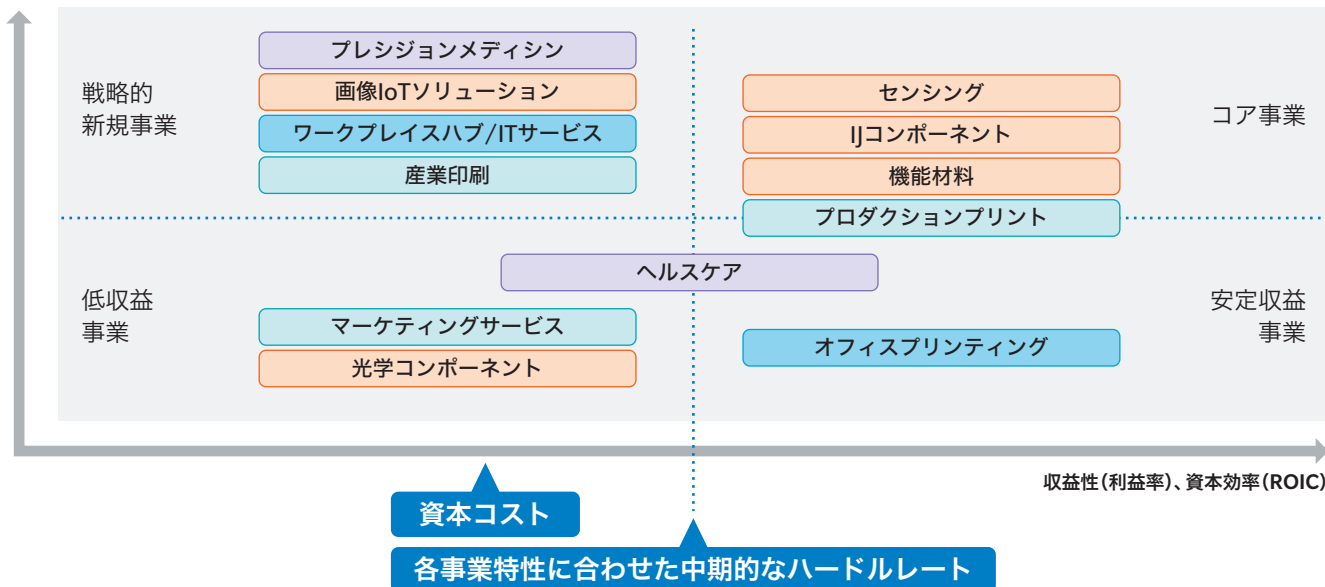 戦略的
新規事業
プレシジョンメディシン
画像IoTソリューション
ワークプレイスハブ/ITサービス
産業印刷
センシング
IJコンポーネント
機能材料
プロダクションプリント
コア事業
ヘルスケア
低収益
事業
マーケティングサービス
光学コンポーネント
オフィスプリンティング
安定収益
事業
収益性(利益率)、資本効率(ROIC)
資本コスト
各事業特性に合わせた中期的なハードルレート